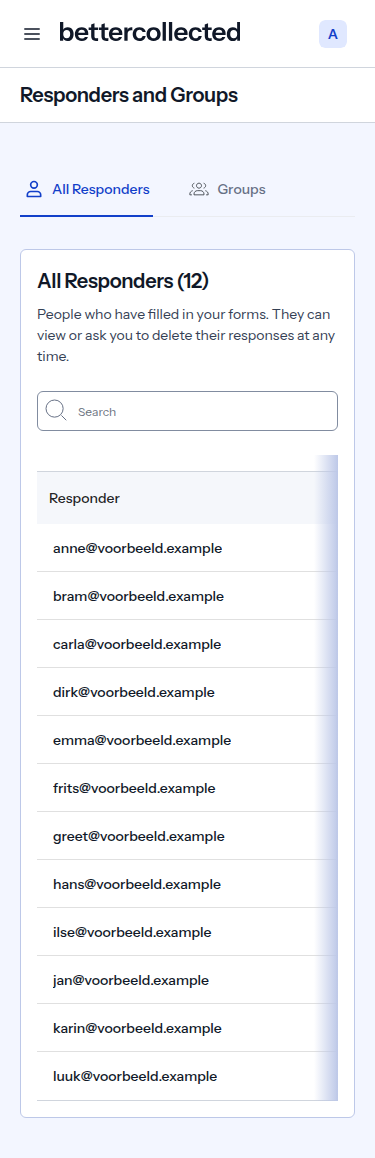 bettercollected
A
Responders and Groups
All Responders
Groups
All Responders (12)
People who have filled in your forms. They can
view or ask you to delete their responses at any
time.
Search
Responder
anne@voorbeeld.example
bram@voorbeeld.example
carla@voorbeeld.example
dirk@voorbeeld.example
emma@voorbeeld.example
frits@voorbeeld.example
greet@voorbeeld.example
hans@voorbeeld.example
ilse@voorbeeld.example
jan@voorbeeld.example
karin@voorbeeld.example
luuk@voorbeeld.example